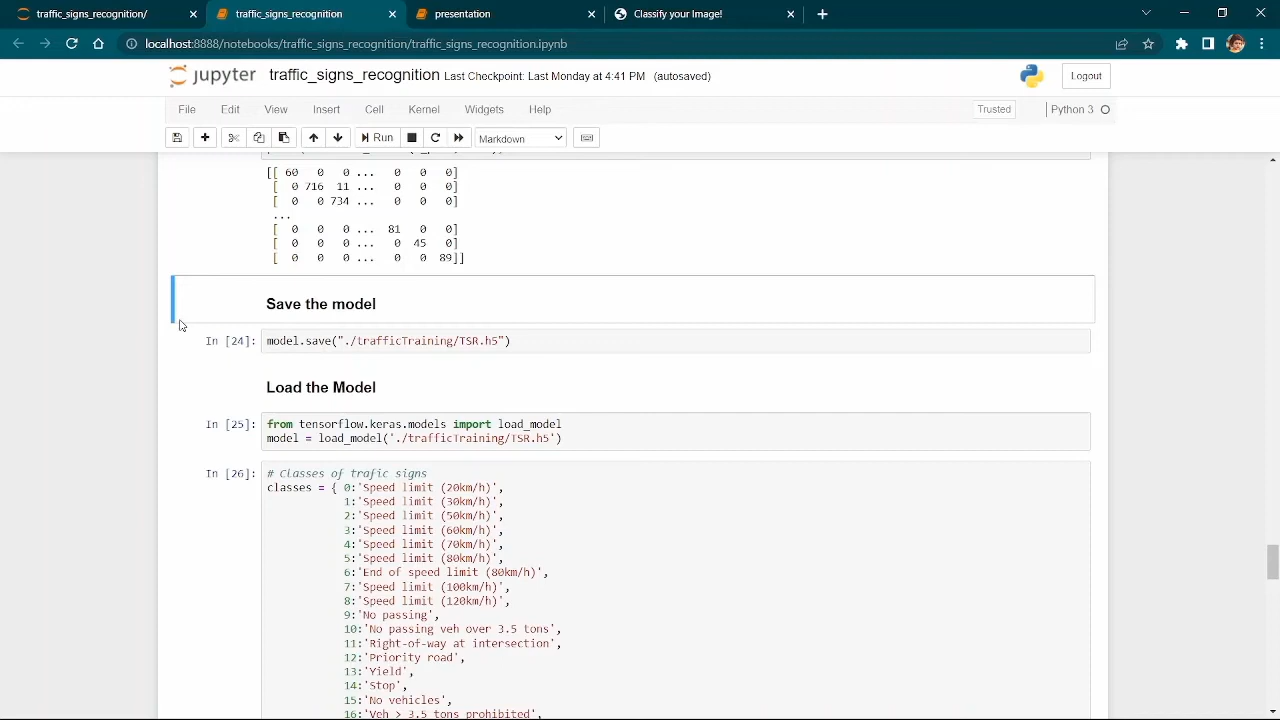 traffic_signs_recognition/
traffic_signs_recognition
presentation
Classify your Image!
localhost:8888/notebooks/traffic_signs_recognition/traffic_signs_recognition.ipynb
jupyter traffic_signs_recognition Last Checkpoint: Last Monday at 4:41 PM (autosaved)
Logout
File Edit View Insert Cell Kernel Widgets Help
Trusted
Python 3
Run
Markdown
[[ 60 0 0 ... 0 0 0]
[ 0 716 11 ... 0 0 0]
[ 0 0 734 ... 0 0 0]
...
[ 0 0 0 ... 81 0 0]
[ 0 0 0 ... 0 45 0]
[ 0 0 0 ... 0 0 89]]
Save the model
In [24]: model.save("./trafficTraining/TSR.h5")
Load the Model
In [25]: from tensorflow.keras.models import load_model
model = load_model('./trafficTraining/TSR.h5')
In [26]: # Classes of trafic signs
classes = { 0:'Speed limit (20km/h)',
1:'Speed limit (30km/h)',
2:'Speed limit (50km/h)',
3:'Speed limit (60km/h)',
4:'Speed limit (70km/h)',
5:'Speed limit (80km/h)',
6:'End of speed limit (80km/h)',
7:'Speed limit (100km/h)',
8:'Speed limit (120km/h)',
9:'No passing',
10:'No passing veh over 3.5 tons',
11:'Right-of-way at intersection',
12:'Priority road',
13:'Yield',
14:'Stop',
15:'No vehicles',
16:'Veh > 3.5 tons prohibited',